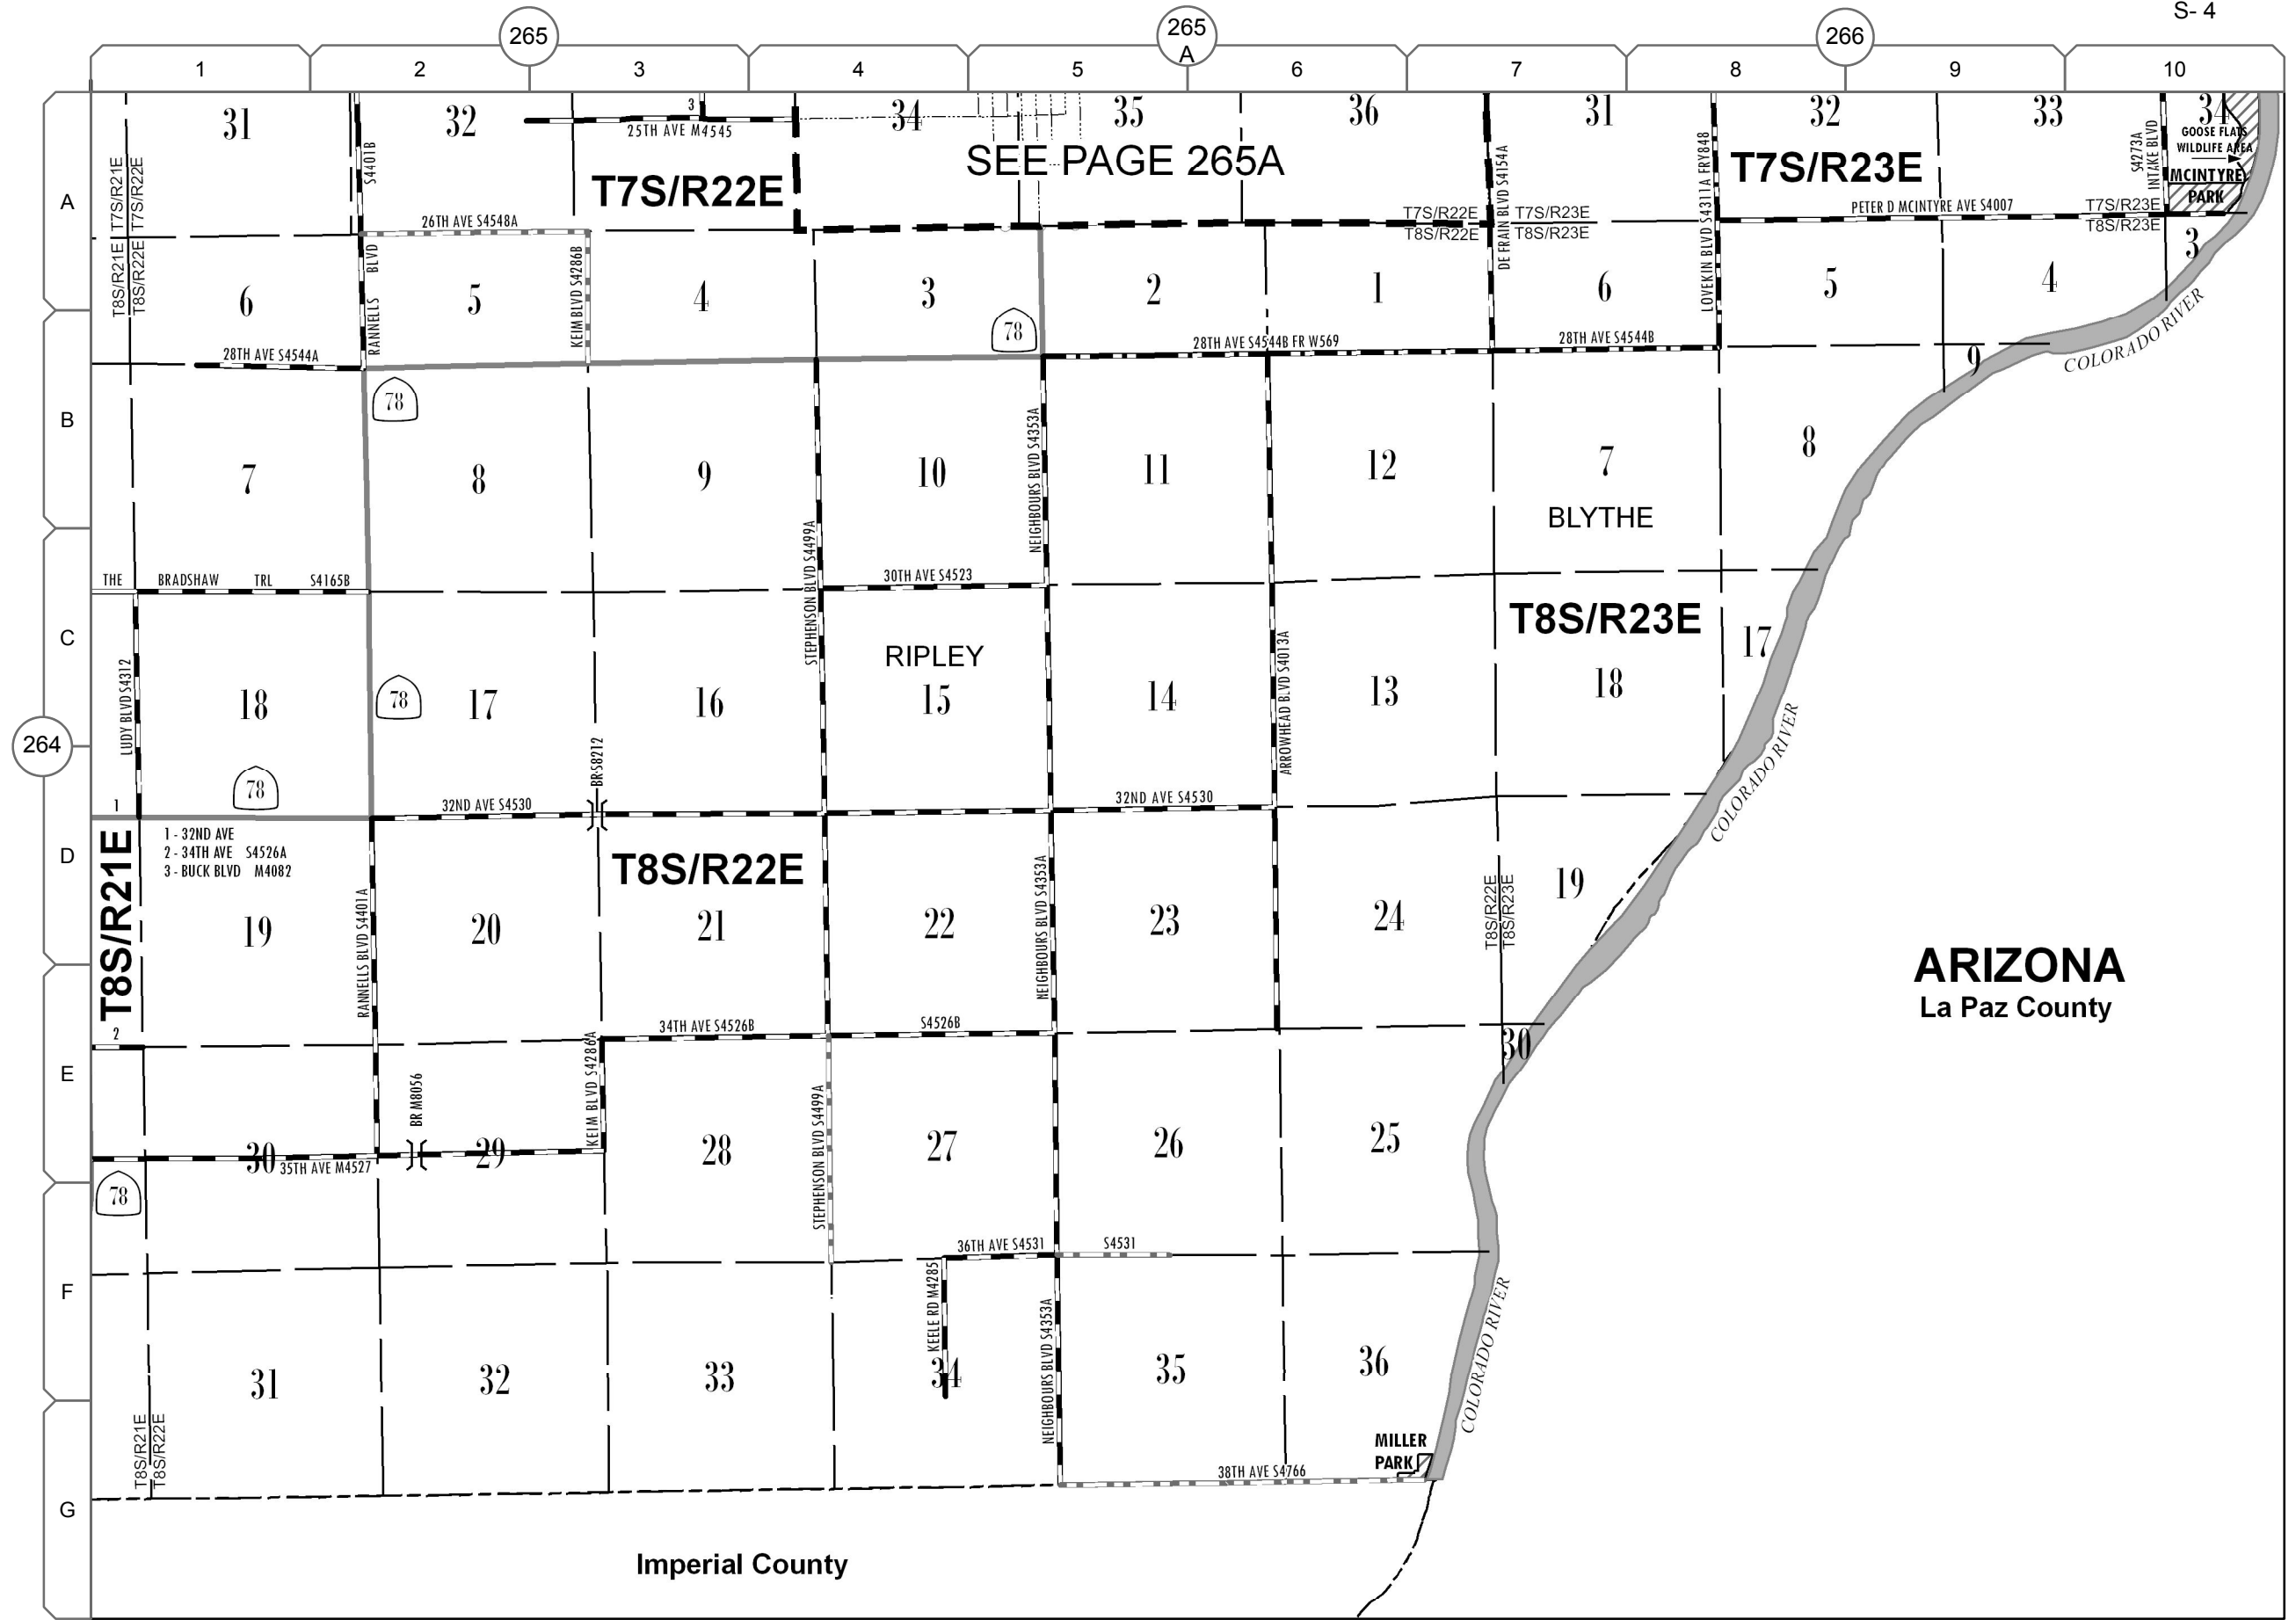 S- 4
265
265
A
266
1
2
3
4
5
6
7
8
9
10
A
B
C
D
E
F
G
264
31
32
3
25TH AVE M4545
34
35
36
31
32
33
34
GOOSE FLATS
WILDLIFE AREA
MCINTYRE
PARK
S4273A
INTAKE BLVD
SEE PAGE 265A
T7S/R22E
T7S/R23E
T7S/R21E
T7S/R22E
T8S/R21E
T8S/R22E
S4401B
RANNELLS BLVD
26TH AVE S4548A
KEIM BLVD S4286B
DE FRAIN BLVD S4154A
LOVEKIN BLVD S4311A FRY848
PETER D MCINTYRE AVE S4007
T7S/R22E
T7S/R23E
T8S/R22E
T8S/R23E
T7S/R23E
T8S/R23E
6
5
4
3
2
1
6
5
4
3
78
28TH AVE S4544A
28TH AVE S4544B FR W569
28TH AVE S4544B
COLORADO RIVER
9
78
7
8
9
10
11
12
7
8
BLYTHE
STEPHENSON BLVD S4499A
NEIGHBOURS BLVD S4353A
THE BRADSHAW TRL S4165B
30TH AVE S4523
RIPLEY
T8S/R23E
LUDY BLVD S4312
ARROWHEAD BLVD S4013A
18
78
17
16
15
14
13
18
17
COLORADO RIVER
78
BR-S8212
1
32ND AVE S4530
32ND AVE S4530
1 - 32ND AVE
2 - 34TH AVE S4526A
3 - BUCK BLVD M4082
T8S/R21E
T8S/R22E
RANNELLS BLVD S4401A
NEIGHBOURS BLVD S4353A
T8S/R22E
T8S/R23E
19
20
21
22
23
24
19
ARIZONA
La Paz County
2
34TH AVE S4526B
S4526B
30
BR M8056
KEIM BLVD S4286A
STEPHENSON BLVD S4499A
30
35TH AVE M4527
29
28
27
26
25
78
36TH AVE S4531
S4531
KEELE RD M4285
NEIGHBOURS BLVD S4353A
COLORADO RIVER
31
32
33
34
35
36
T8S/R21E
T8S/R22E
MILLER
PARK
38TH AVE S4766
Imperial County